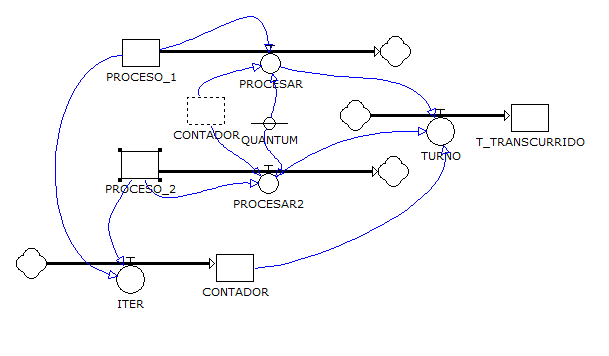 PROCESO_1
PROCESAR
CONTADOR
QUANTUM
TURNO
T_TRANSCURRIDO
PROCESO_2
PROCESAR2
ITER
CONTADOR